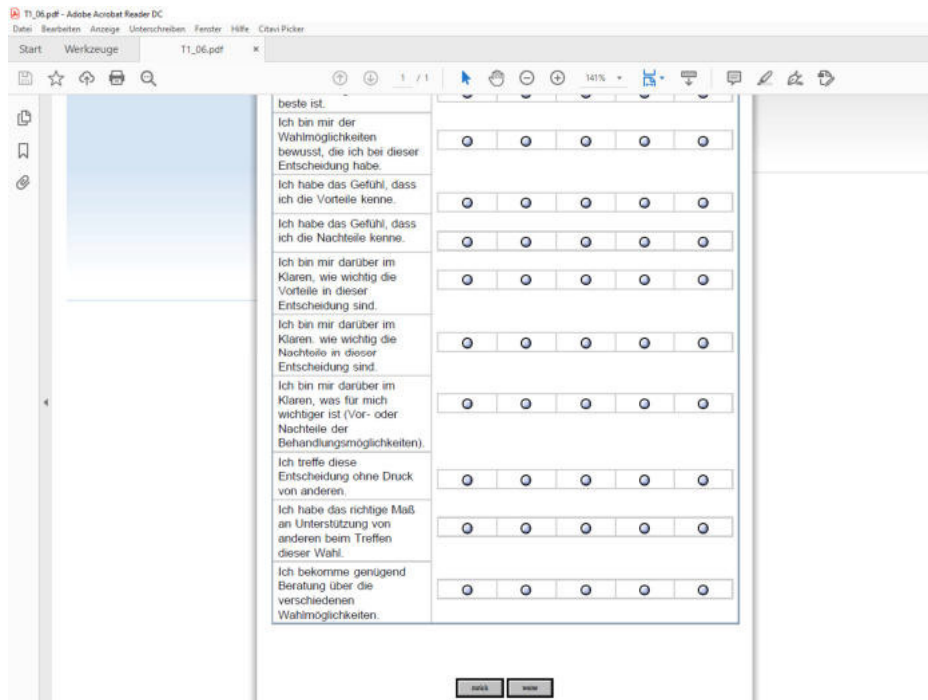 T1_06.pdf - Adobe Acrobat Reader DC
Datei Bearbeiten Anzeige Unterschreiben Fenster Hilfe Citavi Picker
Start Werkzeuge T1_06.pdf ×
1 / 1 141%
beste ist.
Ich bin mir der
Wahlmöglichkeiten
bewusst, die ich bei dieser
Entscheidung habe.
Ich habe das Gefühl, dass
ich die Vorteile kenne.
Ich habe das Gefühl, dass
ich die Nachteile kenne.
Ich bin mir darüber im
Klaren, wie wichtig die
Vorteile in dieser
Entscheidung sind.
Ich bin mir darüber im
Klaren. wie wichtig die
Nachteile in dieser
Entscheidung sind.
Ich bin mir darüber im
Klaren, was für mich
wichtiger ist (Vor- oder
Nachteile der
Behandlungsmöglichkeiten).
Ich treffe diese
Entscheidung ohne Druck
von anderen.
Ich habe das richtige Maß
an Unterstützung von
anderen beim Treffen
dieser Wahl.
Ich bekomme genügend
Beratung über die
verschiedenen
Wahlmöglichkeiten.
zurück weiter